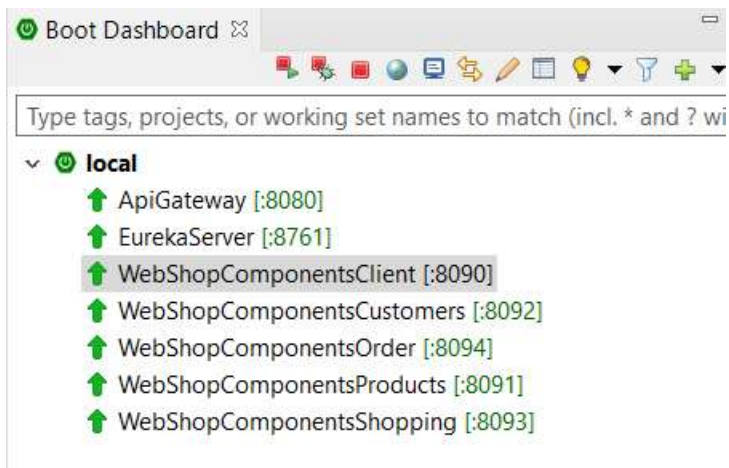 Boot Dashboard
Type tags, projects, or working set names to match (incl. * and ? wi
local
ApiGateway [:8080]
EurekaServer [:8761]
WebShopComponentsClient [:8090]
WebShopComponentsCustomers [:8092]
WebShopComponentsOrder [:8094]
WebShopComponentsProducts [:8091]
WebShopComponentsShopping [:8093]